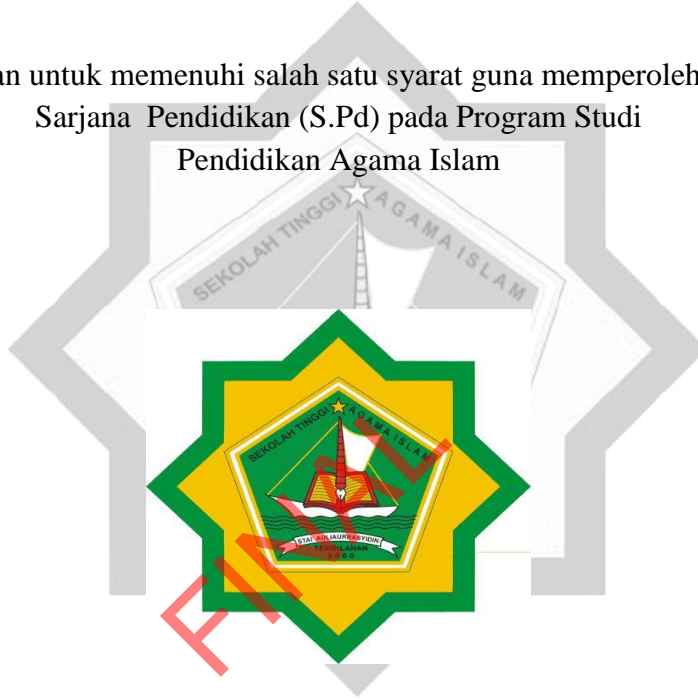 an untuk memenuhi salah satu syarat guna memperoleh
Sarjana Pendidikan (S.Pd) pada Program Studi
Pendidikan Agama Islam
SEKOLAH TINGGI AGAMA ISLAM
SEKOLAH TINGGI AGAMA ISLAM
STAI AULIAURRASYIDIN
TEMBILAHAN
2000
FINAL